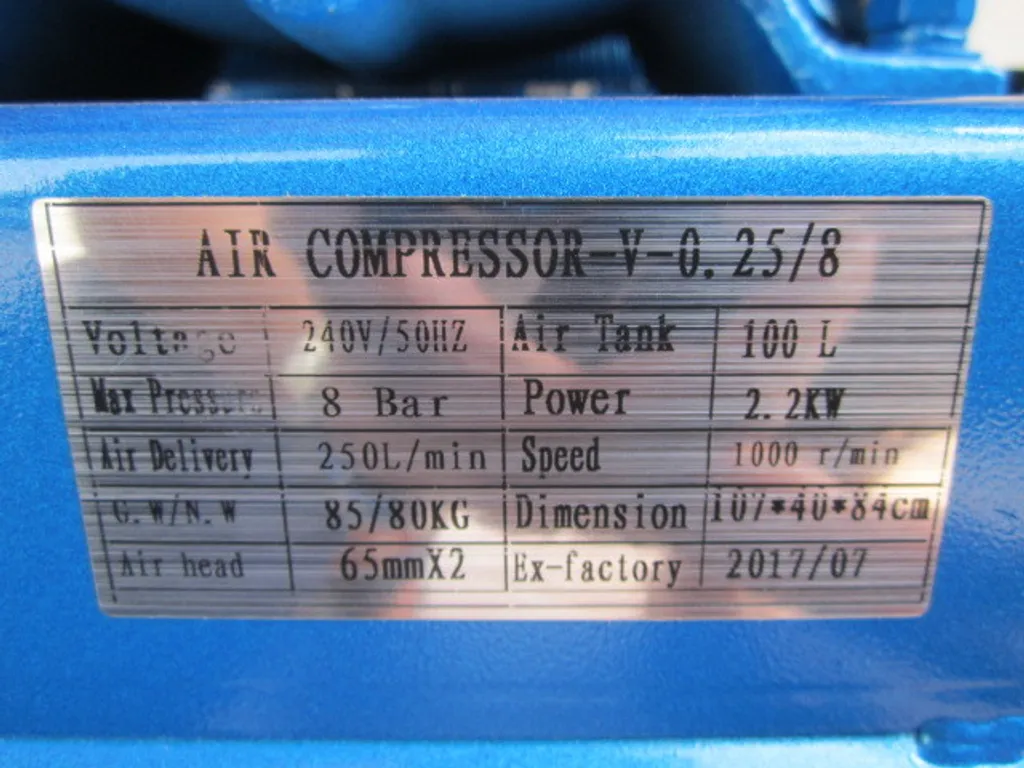 AIR COMPRESSOR-V-0.25/8
Voltage 240V/50HZ Air Tank 100 L
Max Pressure 8 Bar Power 2.2KW
Air Delivery 250L/min Speed 1000 r/min
G.W/N.W 85/80KG Dimension 107*40*84cm
Air head 65mmX2 Ex-factory 2017/07